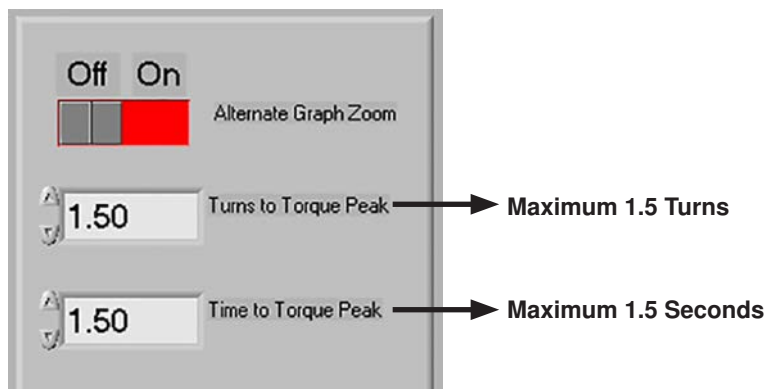 Off On
Alternate Graph Zoom
1.50 Turns to Torque Peak Maximum 1.5 Turns
1.50 Time to Torque Peak Maximum 1.5 Seconds